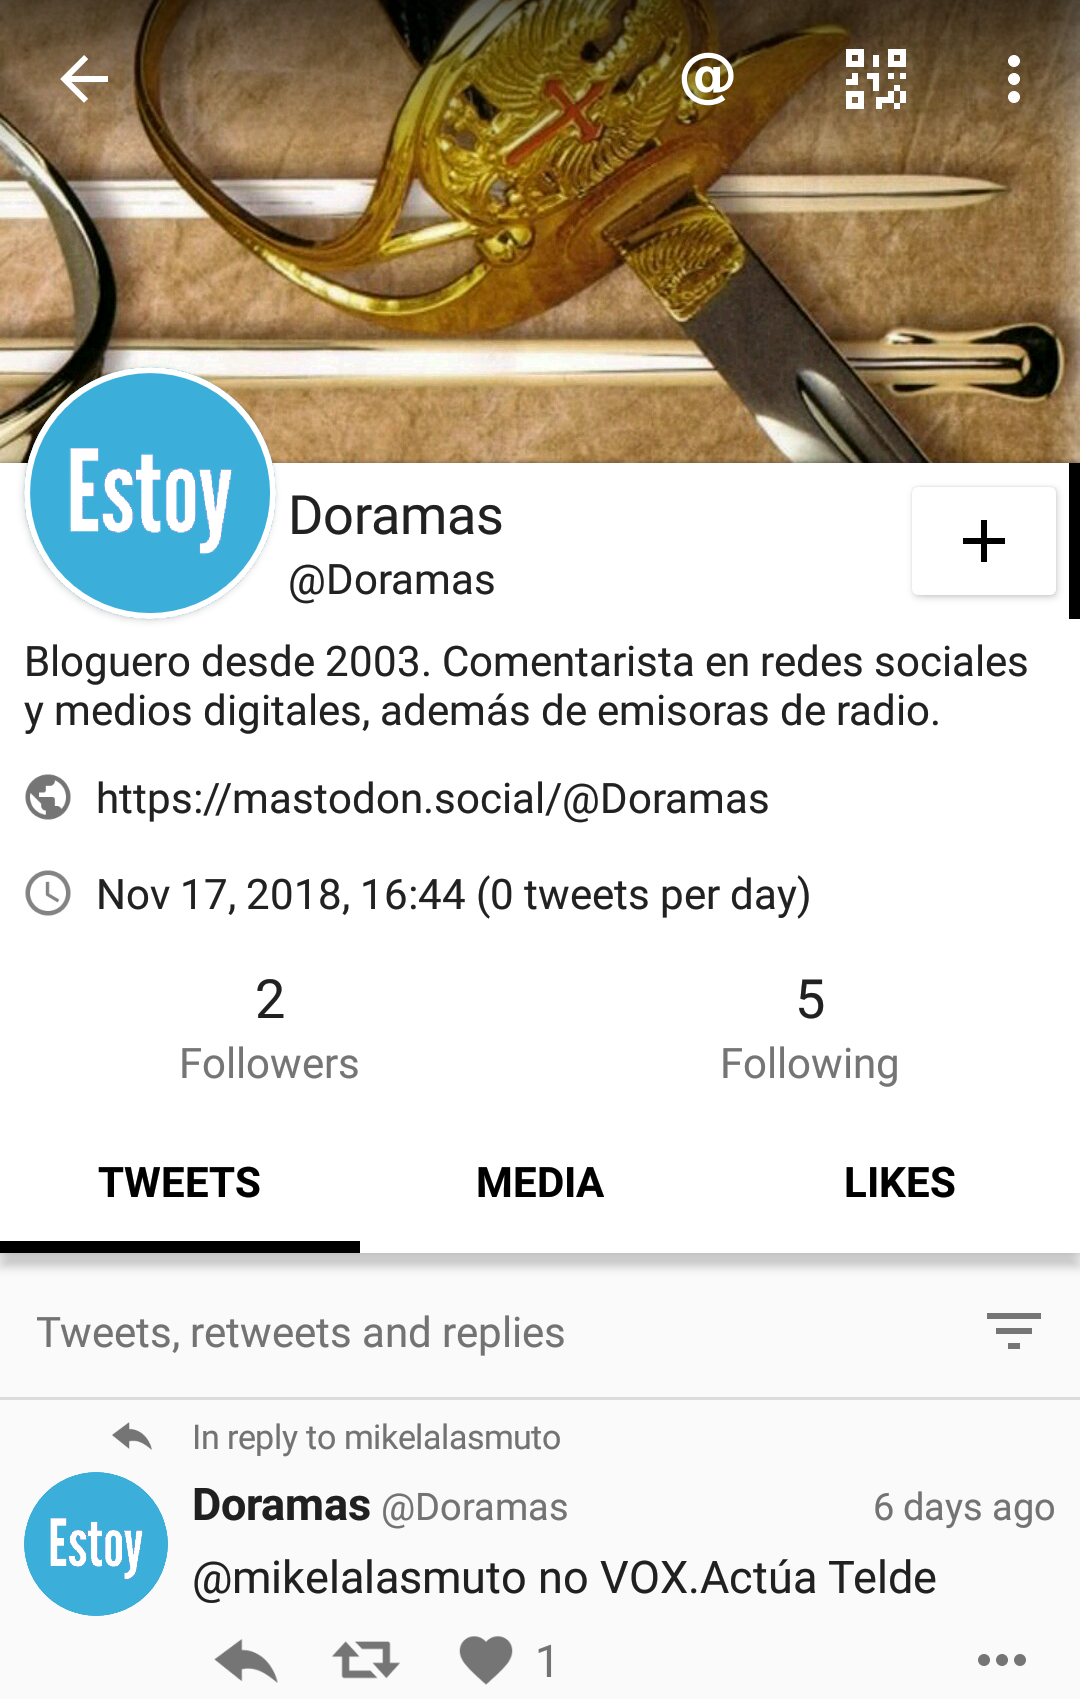 Estoy
Doramas
@Doramas
Bloguero desde 2003. Comentarista en redes sociales
y medios digitales, además de emisoras de radio.
https://mastodon.social/@Doramas
Nov 17, 2018, 16:44 (0 tweets per day)
2
Followers
5
Following
TWEETS
MEDIA
LIKES
Tweets, retweets and replies
In reply to mikelalasmuto
Estoy
Doramas @Doramas
6 days ago
@mikelalasmuto no VOX.Actúa Telde
1